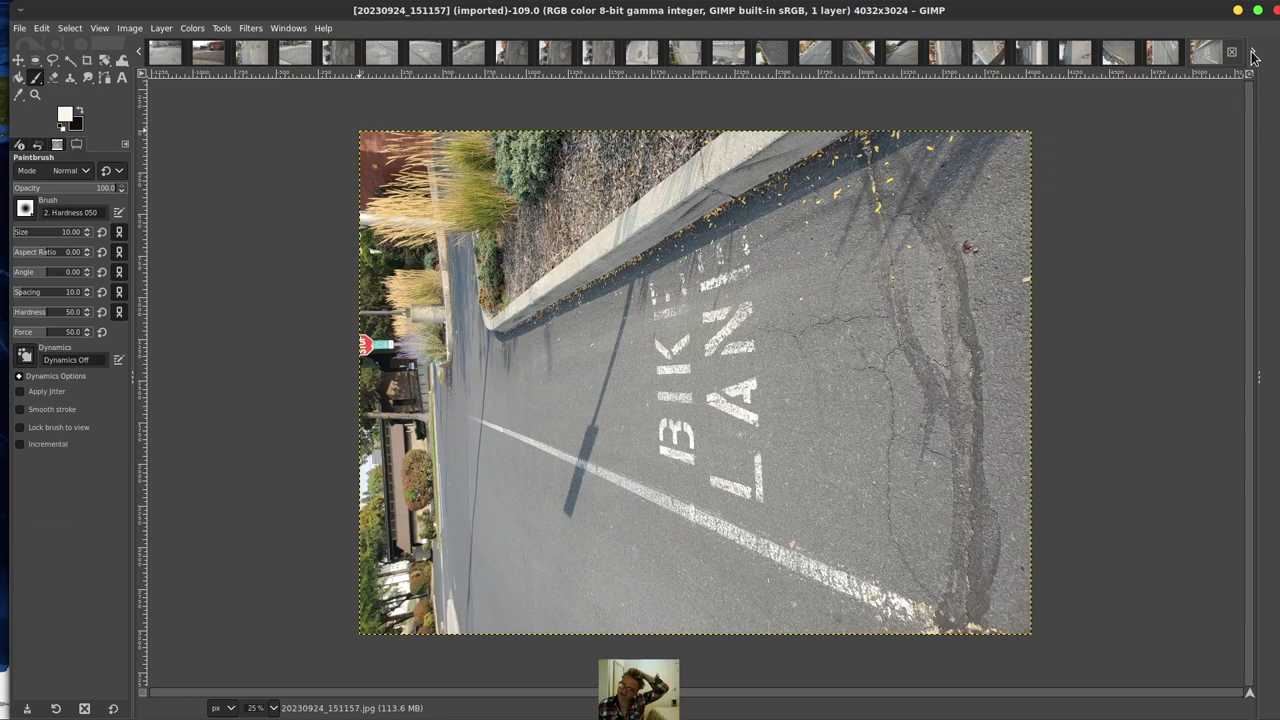 [20230924_151157] (imported)-109.0 (RGB color 8-bit gamma integer, GIMP built-in sRGB, 1 layer) 4032x3024 – GIMP
File Edit Select View Image Layer Colors Tools Filters Windows Help
Paintbrush
Mode Normal
Opacity 100.0
Brush
2. Hardness 050
Size 10.00
Aspect Ratio 0.00
Angle 0.00
Spacing 10.0
Hardness 50.0
Force 50.0
Dynamics
Dynamics Off
Dynamics Options
Apply Jitter
Smooth stroke
Lock brush to view
Incremental
BIKE
LANE
px 25% 20230924_151157.jpg (113.6 MB)